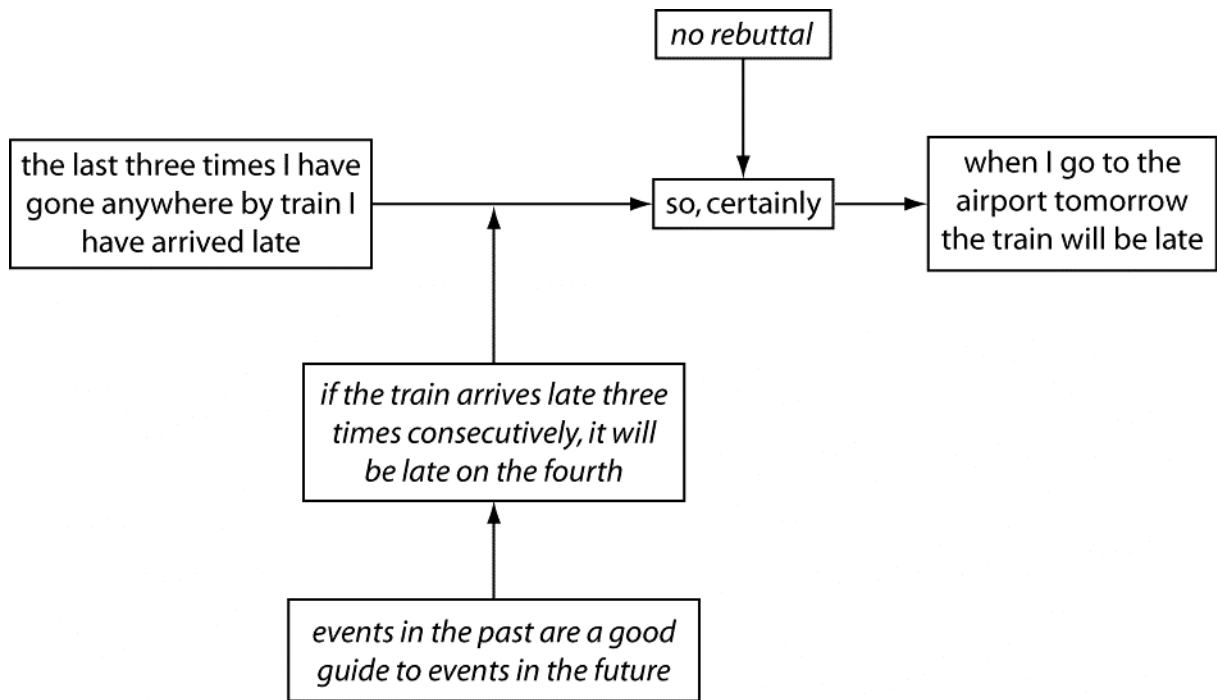 no rebuttal
the last three times I have
gone anywhere by train I
have arrived late
so, certainly
when I go to the
airport tomorrow
the train will be late
if the train arrives late three
times consecutively, it will
be late on the fourth
events in the past are a good
guide to events in the future